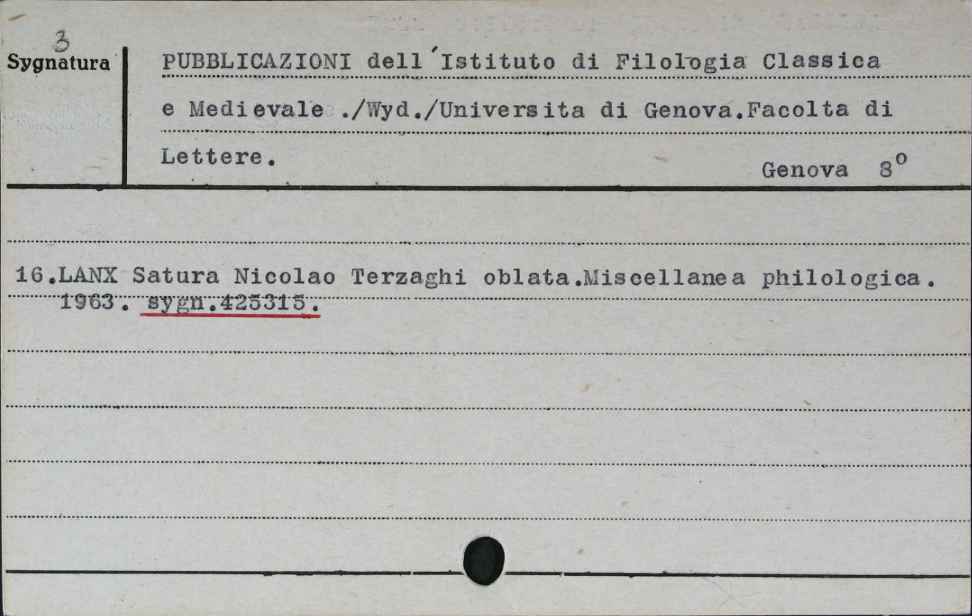 3
Sygnatura
PUBBLICAZIONI dell´Istituto di Filologia Classica
e Medievale ./Wyd./Universita di Genova.Facolta di
Lettere.
Genova 8º
16.LANX Satura Nicolao Terzaghi oblata.Miscellanea philologica.
1963. sygn.425315.